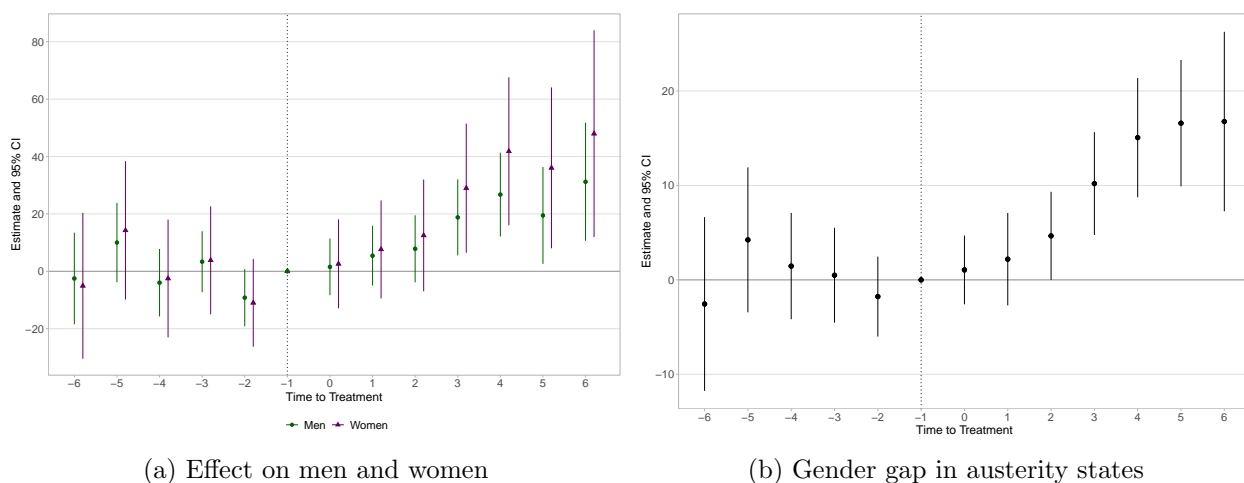 80
60
40
20
0
−20
Estimate and 95% CI
−6 −5 −4 −3 −2 −1 0 1 2 3 4 5 6
Time to Treatment
Men Women
(a) Effect on men and women
20
10
0
−10
Estimate and 95% CI
−6 −5 −4 −3 −2 −1 0 1 2 3 4 5 6
Time to Treatment
(b) Gender gap in austerity states